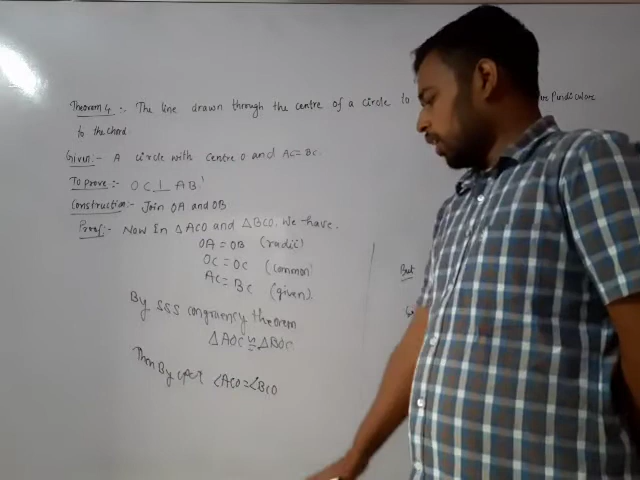 Theorem 4 :- The line drawn through the centre of a circle to
to the chord.
Given:- A circle with centre O and AC=BC.
To prove:- OC ⊥ AB
Construction:- Join OA and OB
Proof:- Now In △ACO and △BCO, We have.
OA = OB (radii)
OC = OC (common)
AC = BC (given).
By SSS congruency theorem
△AOC ≅ △BOC
Then By CPCT ∠ACO=∠BCO
But